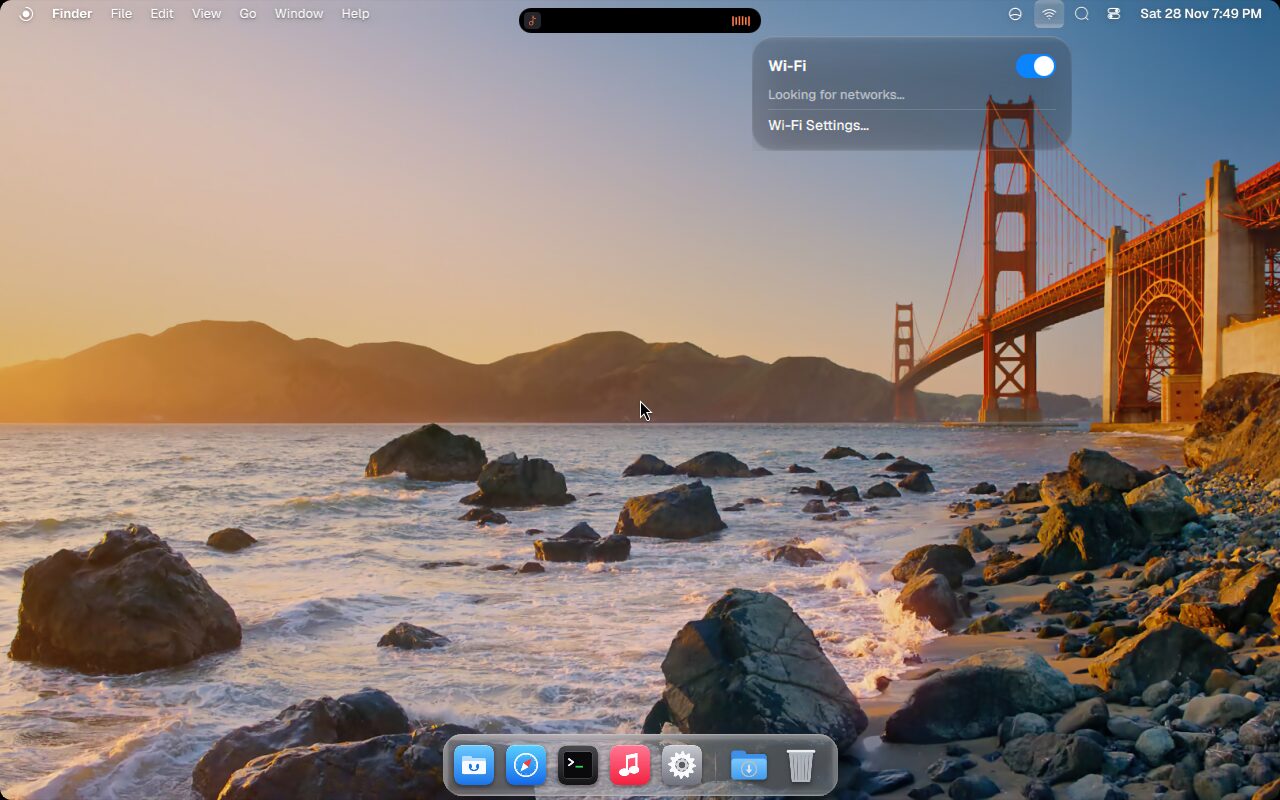 Finder File Edit View Go Window Help Sat 28 Nov 7:49 PM
Wi-Fi
Looking for networks...
Wi-Fi Settings...